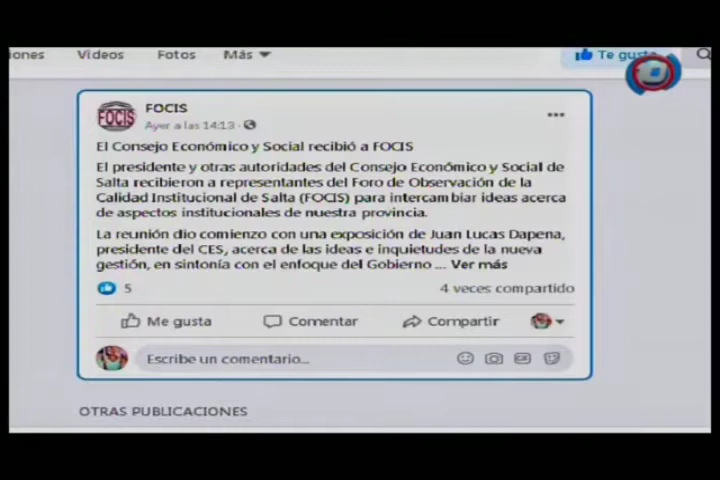 iones Videos Fotos Más Te gusta
FOCIS FOCIS
Ayer a las 14:13
El Consejo Económico y Social recibió a FOCIS
El presidente y otras autoridades del Consejo Económico y Social de
Salta recibieron a representantes del Foro de Observación de la
Calidad Institucional de Salta (FOCIS) para intercambiar ideas acerca
de aspectos institucionales de nuestra provincia.
La reunión dio comienzo con una exposición de Juan Lucas Dapena,
presidente del CES, acerca de las ideas e inquietudes de la nueva
gestión, en sintonía con el enfoque del Gobierno ... Ver más
5 4 veces compartido
Me gusta Comentar Compartir
Escribe un comentario... GIF
OTRAS PUBLICACIONES